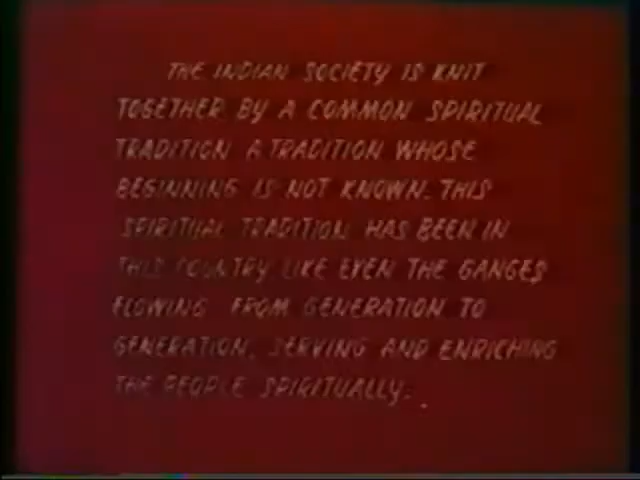 THE INDIAN SOCIETY IS KNIT
TOGETHER BY A COMMON SPIRITUAL
TRADITION A TRADITION WHOSE
BEGINNING IS NOT KNOWN. THIS
SPIRITUAL TRADITION HAS BEEN IN
THIS COUNTRY LIKE EVEN THE GANGES
FLOWING FROM GENERATION TO
GENERATION, SERVING AND ENRICHING
THE PEOPLE SPIRITUALLY.